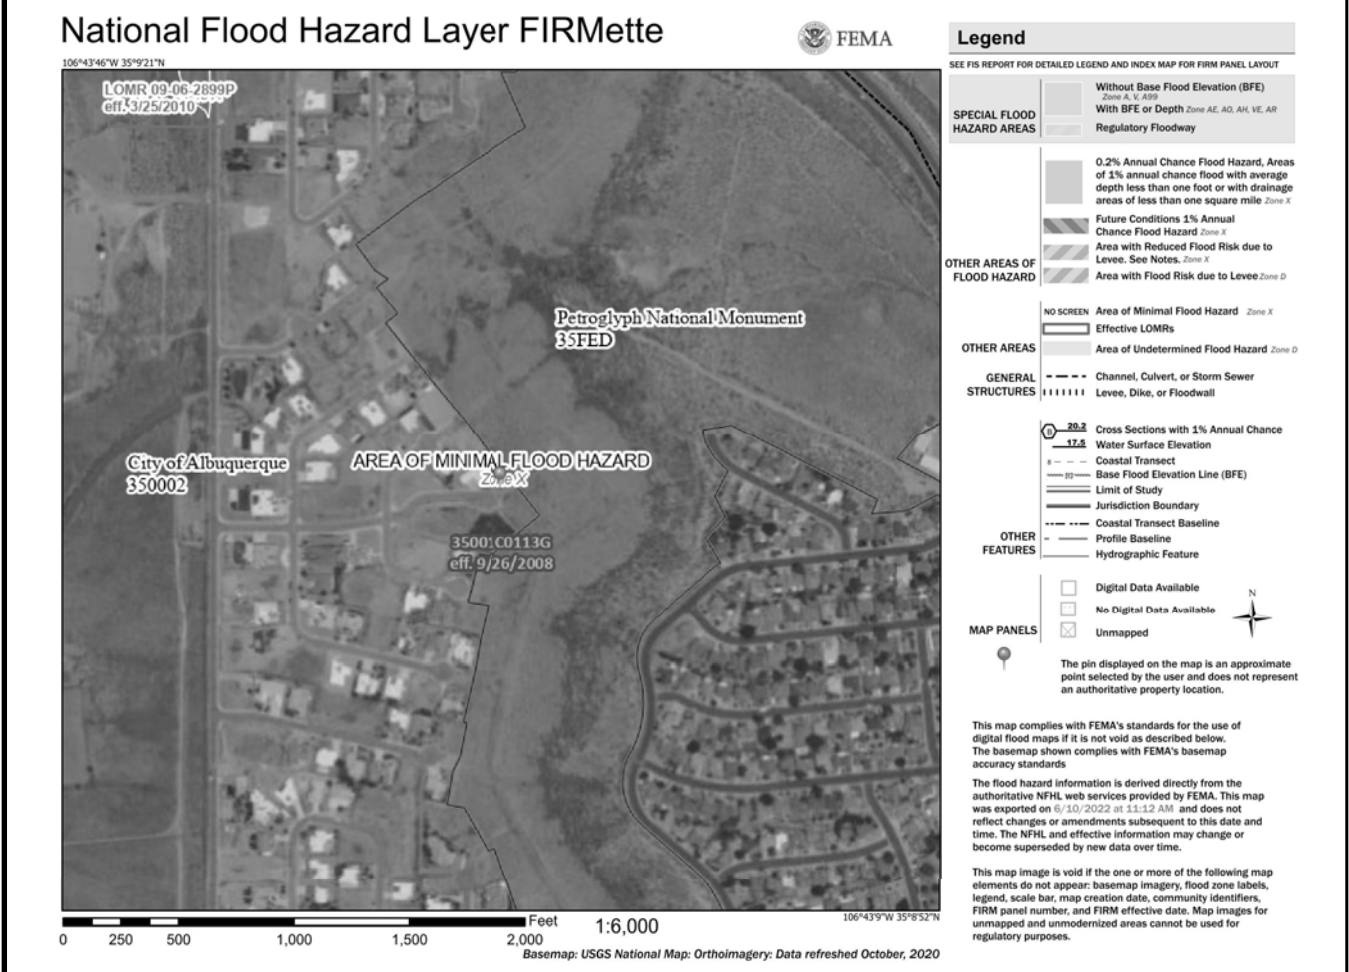 National Flood Hazard Layer FIRMette
FEMA
106°43'46"W 35°9'21"N
LOMR 09-06-2899P
eff. 3/25/2010
Petroglyph National Monument
35FED
City of Albuquerque
350002
AREA OF MINIMAL FLOOD HAZARD
Zone X
35001C0113G
eff. 9/26/2008
106°43'9"W 35°8'52"N
Feet
1:6,000
0 250 500 1,000 1,500 2,000
Basemap: USGS National Map: Orthoimagery: Data refreshed October, 2020
Legend
SEE FIS REPORT FOR DETAILED LEGEND AND INDEX MAP FOR FIRM PANEL LAYOUT
SPECIAL FLOOD
HAZARD AREAS
Without Base Flood Elevation (BFE)
Zone A, V, A99
With BFE or Depth Zone AE, AO, AH, VE, AR
Regulatory Floodway
OTHER AREAS OF
FLOOD HAZARD
0.2% Annual Chance Flood Hazard, Areas
of 1% annual chance flood with average
depth less than one foot or with drainage
areas of less than one square mile Zone X
Future Conditions 1% Annual
Chance Flood Hazard Zone X
Area with Reduced Flood Risk due to
Levee. See Notes. Zone X
Area with Flood Risk due to Levee Zone D
OTHER AREAS
NO SCREEN Area of Minimal Flood Hazard Zone X
Effective LOMRs
Area of Undetermined Flood Hazard Zone D
GENERAL
STRUCTURES
Channel, Culvert, or Storm Sewer
Levee, Dike, or Floodwall
OTHER
FEATURES
B 20.2 Cross Sections with 1% Annual Chance
17.5 Water Surface Elevation
8 Coastal Transect
513 Base Flood Elevation Line (BFE)
Limit of Study
Jurisdiction Boundary
Coastal Transect Baseline
Profile Baseline
Hydrographic Feature
MAP PANELS
Digital Data Available
No Digital Data Available
Unmapped
N
The pin displayed on the map is an approximate
point selected by the user and does not represent
an authoritative property location.
This map complies with FEMA's standards for the use of
digital flood maps if it is not void as described below.
The basemap shown complies with FEMA's basemap
accuracy standards
The flood hazard information is derived directly from the
authoritative NFHL web services provided by FEMA. This map
was exported on 6/10/2022 at 11:12 AM and does not
reflect changes or amendments subsequent to this date and
time. The NFHL and effective information may change or
become superseded by new data over time.
This map image is void if the one or more of the following map
elements do not appear: basemap imagery, flood zone labels,
legend, scale bar, map creation date, community identifiers,
FIRM panel number, and FIRM effective date. Map images for
unmapped and unmodernized areas cannot be used for
regulatory purposes.